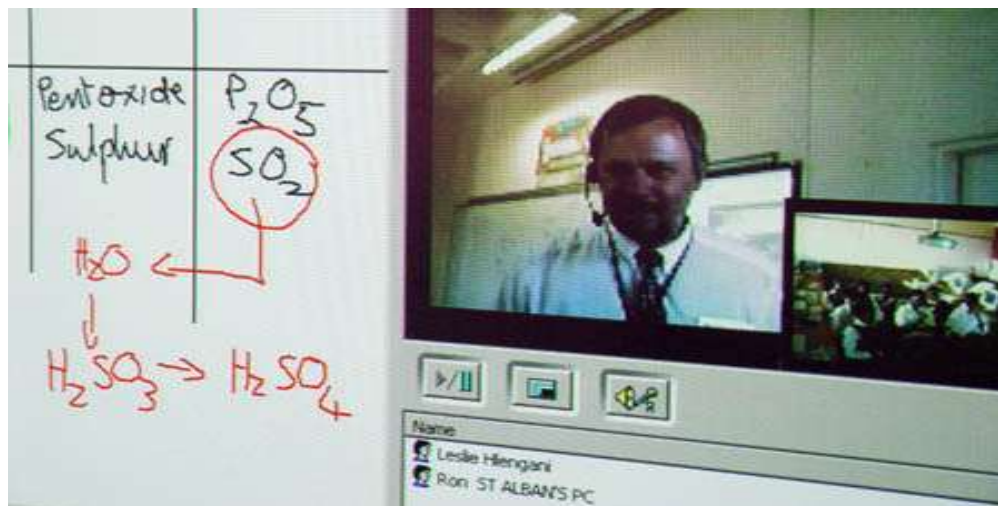 Pentoxide P2O5
Sulphur SO2
H2O
H2SO3 → H2SO4
Name
Leslie Hlengani
Ron ST ALBAN'S PC